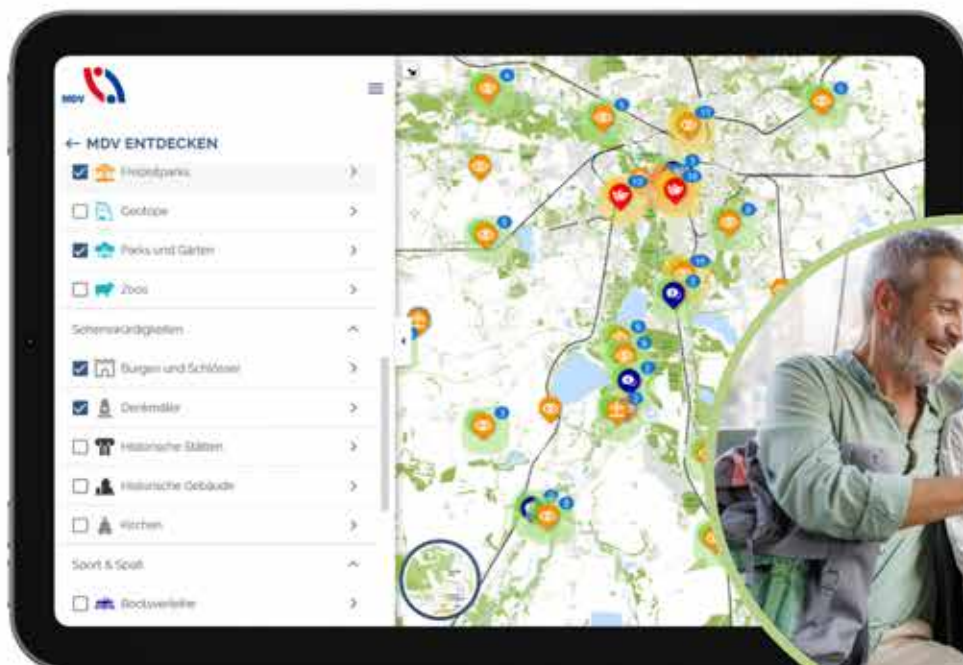 MDV
← MDV ENTDECKEN
Freizeitparks
Geotope
Parks und Gärten
Zoos
Sehenswürdigkeiten
Burgen und Schlösser
Denkmäler
Historische Stätten
Historische Gebäude
Kirchen
Sport & Spaß
Bootsverleihe